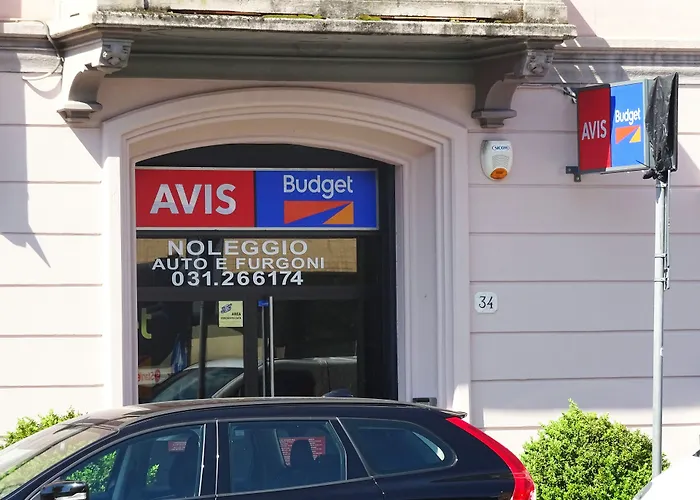 AVIS Budget
NOLEGGIO
AUTO E FURGONI
031.266174
AVIS Budget
34